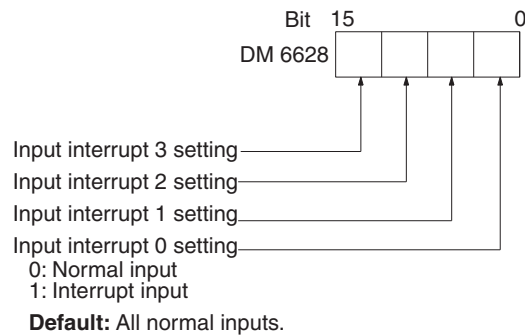 Bit 15 0
DM 6628
Input interrupt 3 setting
Input interrupt 2 setting
Input interrupt 1 setting
Input interrupt 0 setting
0: Normal input
1: Interrupt input
Default: All normal inputs.